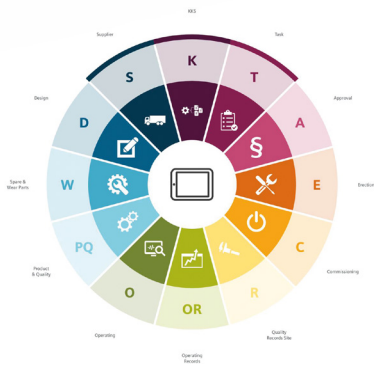 KKS
Supplier
Task
K
S
T
Design
Approval
D
A
§
Spare &
Wear Parts
W
E
Erection
Product
& Quality
PQ
C
Commissioning
O
OR
R
Operating
Quality
Records Site
Operating
Records